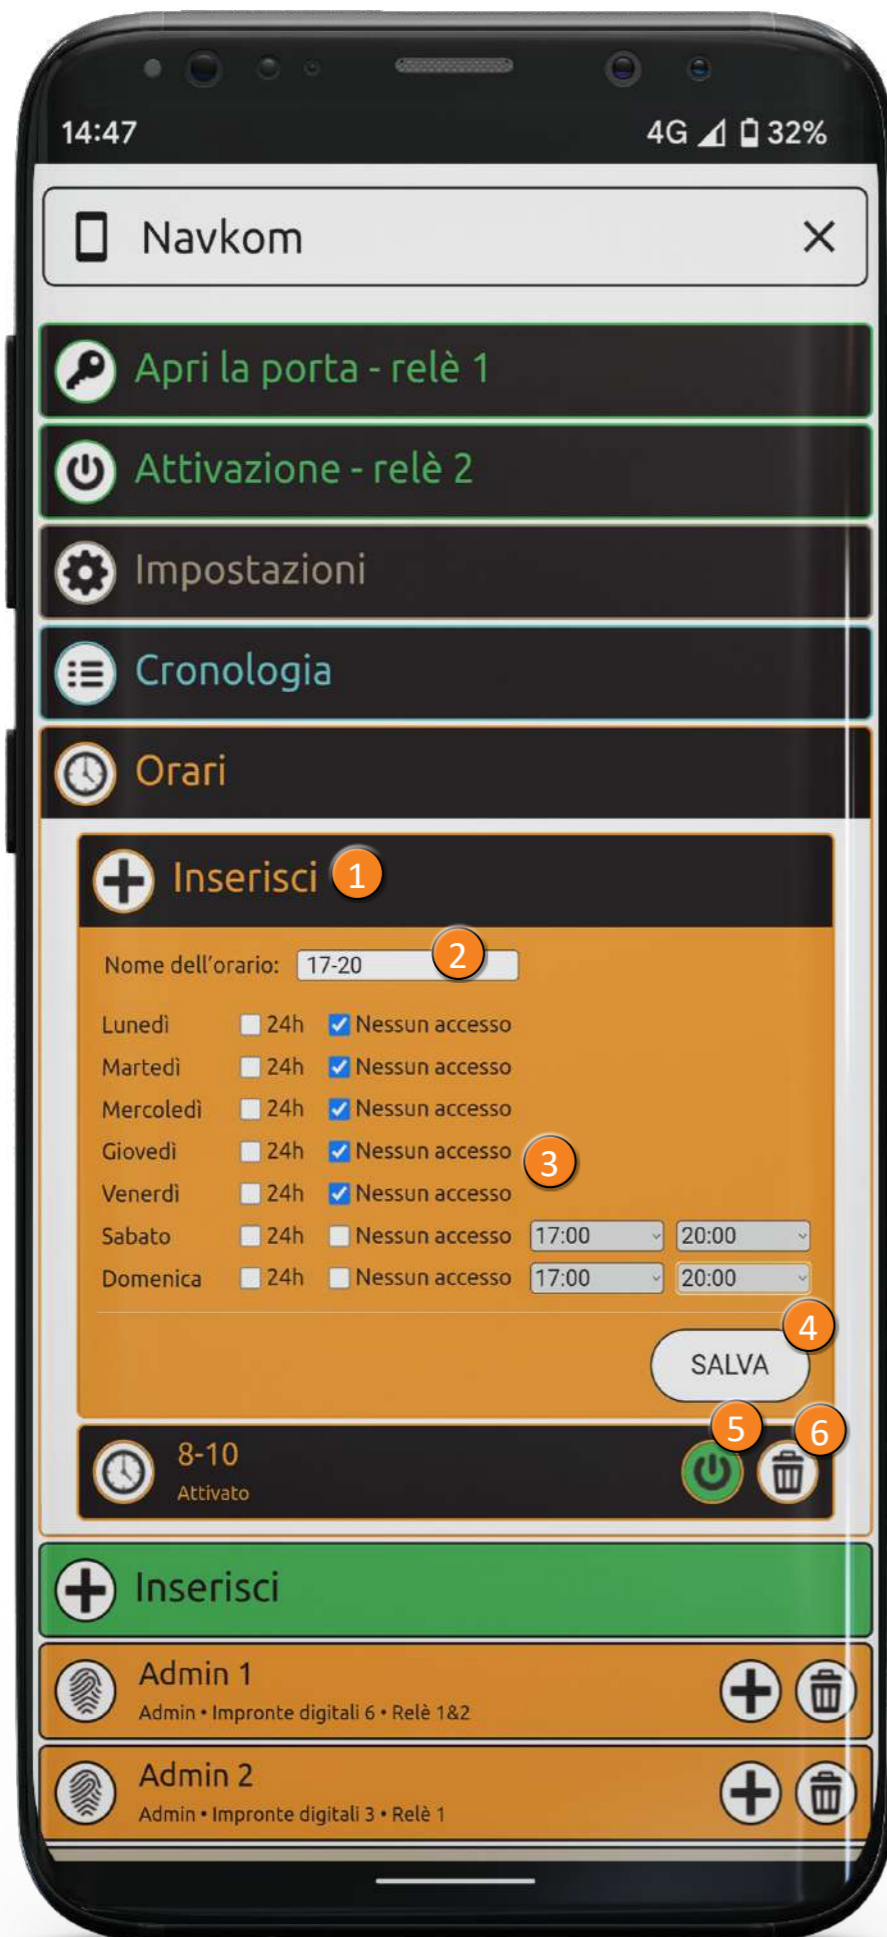 14:47 4G 32%
Navkom
Apri la porta - relè 1
Attivazione - relè 2
Impostazioni
Cronologia
Orari
Inserisci 1
Nome dell'orario: 17-20 2
Lunedì 24h Nessun accesso
Martedì 24h Nessun accesso
Mercoledì 24h Nessun accesso
Giovedì 24h Nessun accesso 3
Venerdì 24h Nessun accesso
Sabato 24h Nessun accesso 17:00 20:00
Domenica 24h Nessun accesso 17:00 20:00
4
SALVA
5 6
8-10
Attivato
Inserisci
Admin 1
Admin • Impronte digitali 6 • Relè 1&2
Admin 2
Admin • Impronte digitali 3 • Relè 1